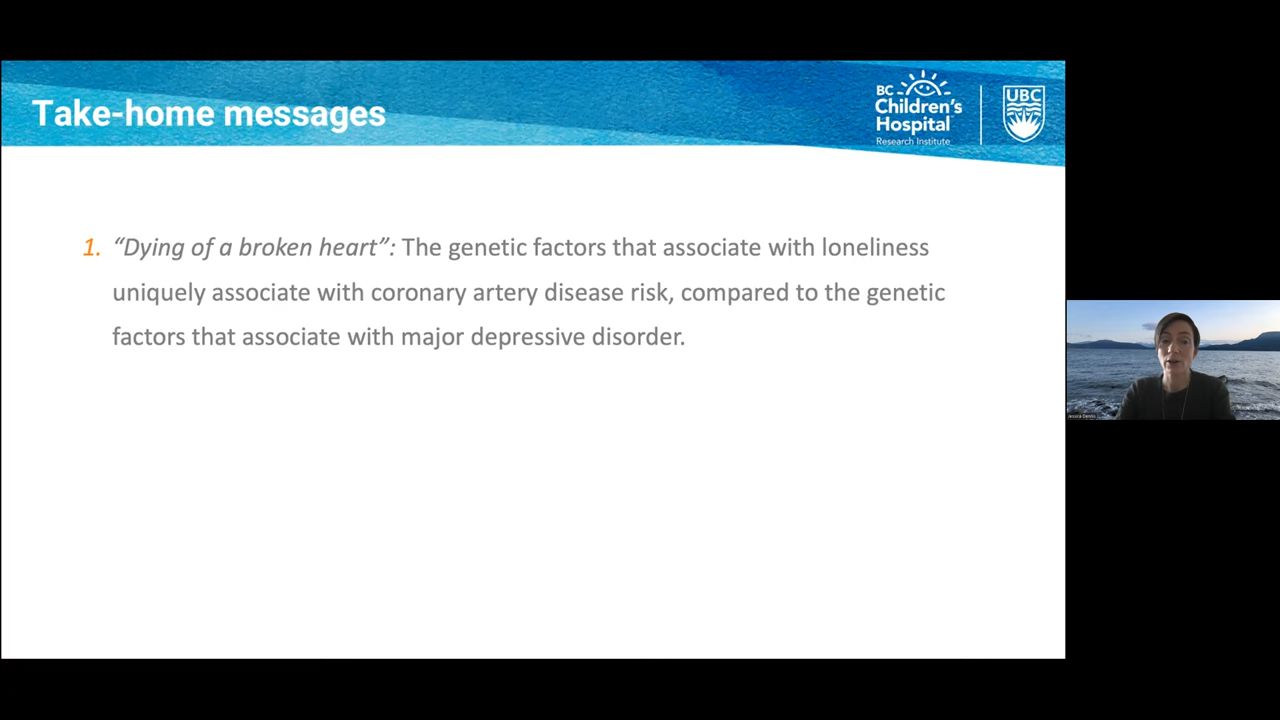 Take-home messages
BC
Children's
Hospital
Research Institute
UBC
1. “Dying of a broken heart”: The genetic factors that associate with loneliness
uniquely associate with coronary artery disease risk, compared to the genetic
factors that associate with major depressive disorder.
Jessica Dennis